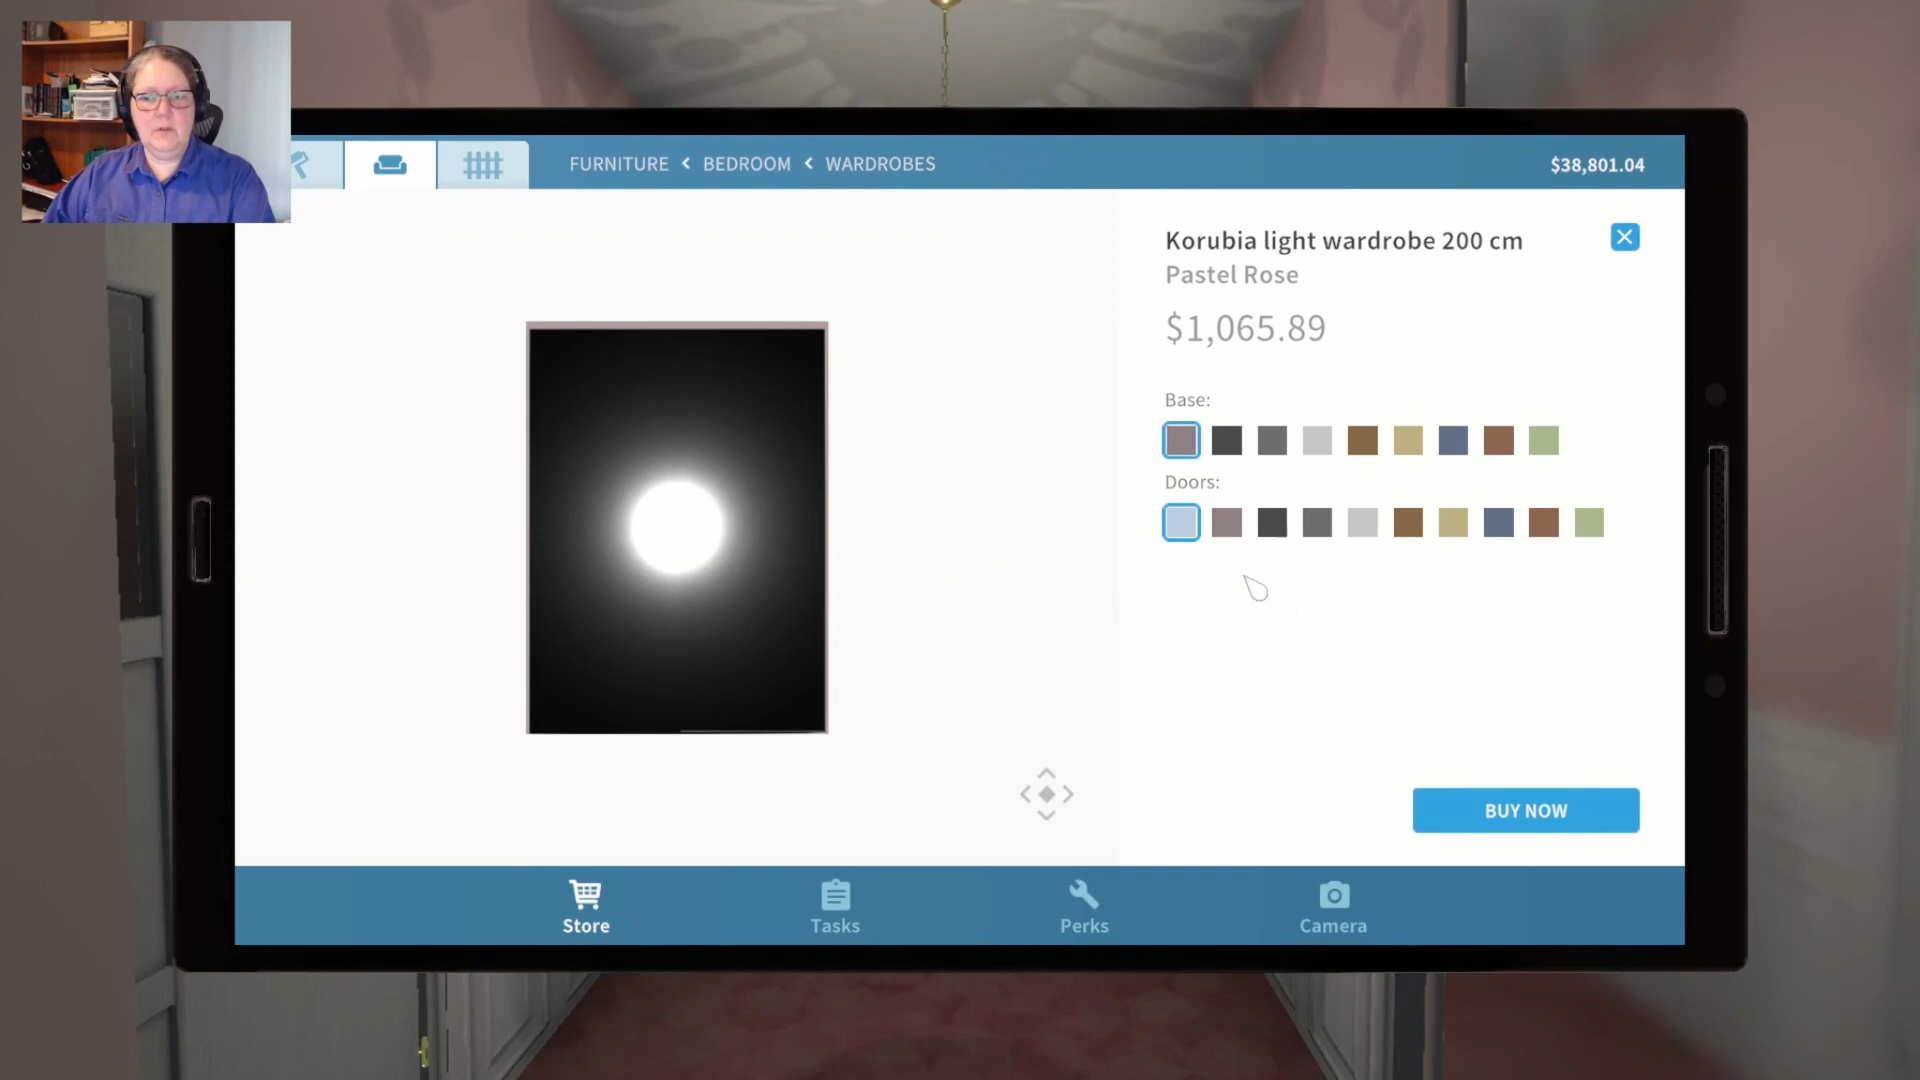 FURNITURE < BEDROOM < WARDROBES
$38,801.04
Korubia light wardrobe 200 cm
Pastel Rose
$1,065.89
Base:
Doors:
BUY NOW
Store
Tasks
Perks
Camera